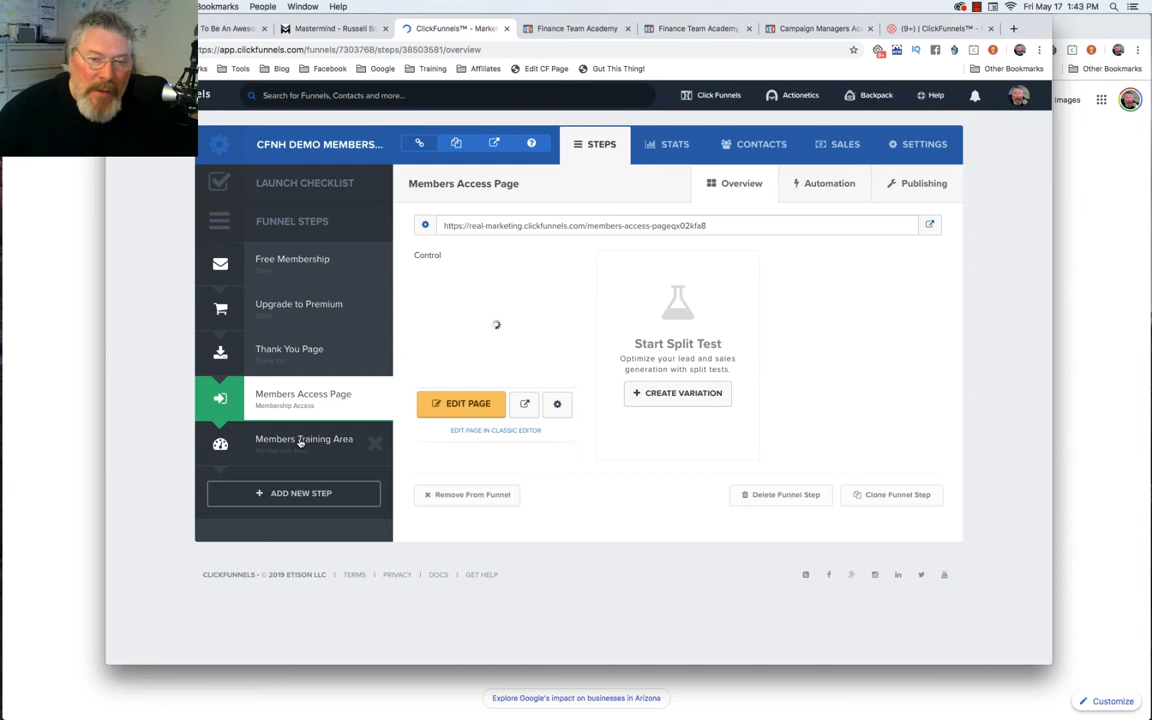 Bookmarks People Window Help
Fri May 17 1:43 PM
To Be An Awesome
Mastermind - Russell B
ClickFunnels™ - Marke
Finance Team Academy
Finance Team Academy
Campaign Managers Ac
(9+) | ClickFunnels™
https://app.clickfunnels.com/funnels/7303768/steps/38503581/overview
Tools Blog Facebook Google Training Affiliates Edit CF Page Gut This Thing! Other Bookmarks Other Bookmarks
Search for Funnels, Contacts and more...
Click Funnels Actionetics Backpack Help
Images
CFNH DEMO MEMBERS...
STEPS STATS CONTACTS SALES SETTINGS
LAUNCH CHECKLIST
Members Access Page
Overview Automation Publishing
FUNNEL STEPS
https://real-marketing.clickfunnels.com/members-access-pageqx02kfa8
Free Membership
Optin
Control
Upgrade to Premium
Thank You Page
Thank You
Start Split Test
Optimize your lead and sales
generation with split tests.
CREATE VARIATION
Members Access Page
Membership Access
EDIT PAGE
EDIT PAGE IN CLASSIC EDITOR
Members Training Area
Membership Area
ADD NEW STEP
Remove From Funnel
Delete Funnel Step
Clone Funnel Step
CLICKFUNNELS - © 2019 ETISON LLC | TERMS | PRIVACY | DOCS | GET HELP
Explore Google's impact on businesses in Arizona
Customize